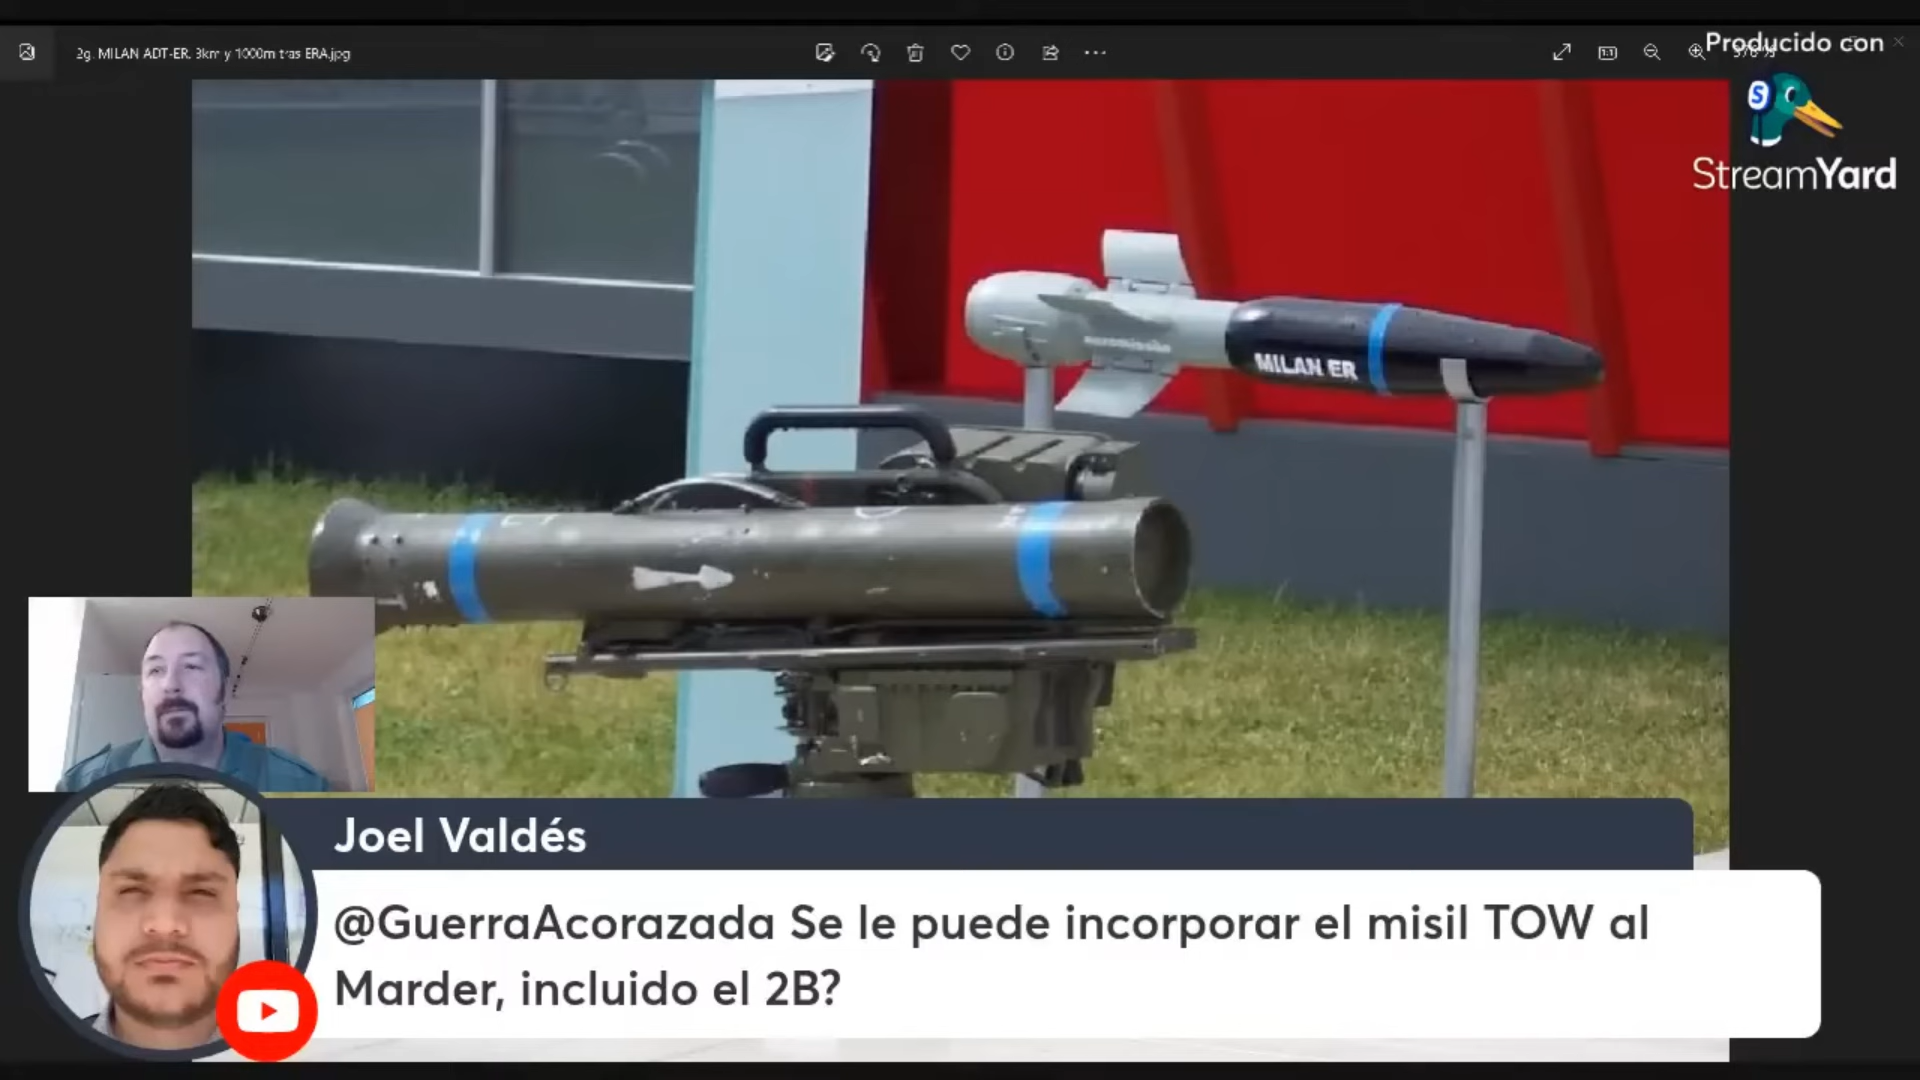 2g. MILAN ADT-ER. 3km y 1000m tras ERA.jpg
Producido con
StreamYard
MILAN ER
Joel Valdés
@GuerraAcorazada Se le puede incorporar el misil TOW al
Marder, incluido el 2B?